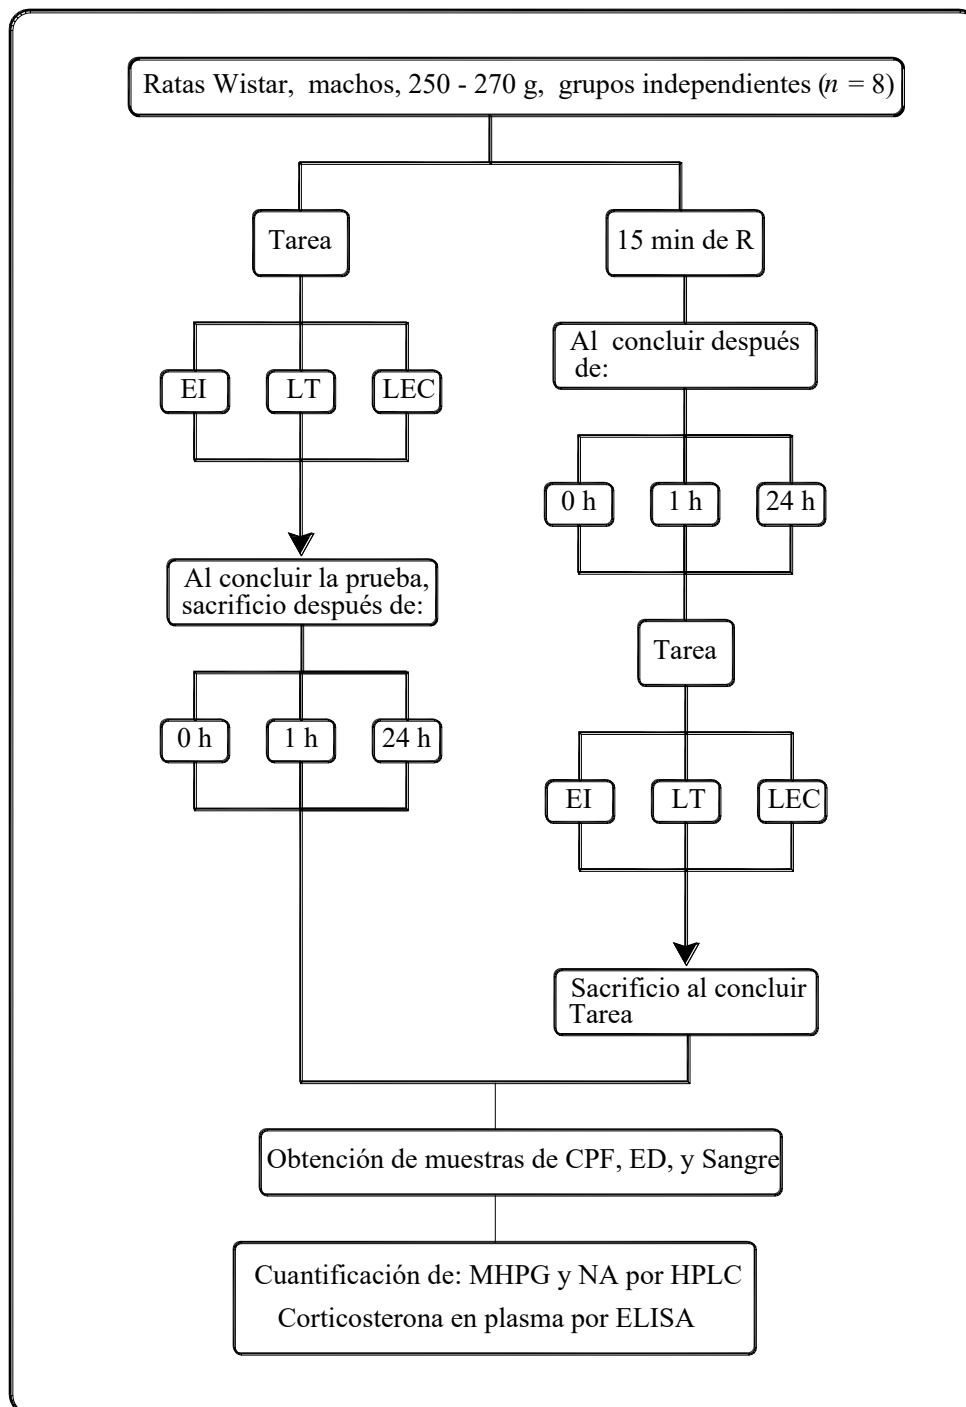 Ratas Wistar, machos, 250 - 270 g, grupos independientes (n = 8)
Tarea
EI
LT
LEC
Al concluir la prueba,
sacrificio después de:
0 h
1 h
24 h
15 min de R
Al concluir después
de:
0 h
1 h
24 h
Tarea
EI
LT
LEC
Sacrificio al concluir
Tarea
Obtención de muestras de CPF, ED, y Sangre
Cuantificación de: MHPG y NA por HPLC
Corticosterona en plasma por ELISA